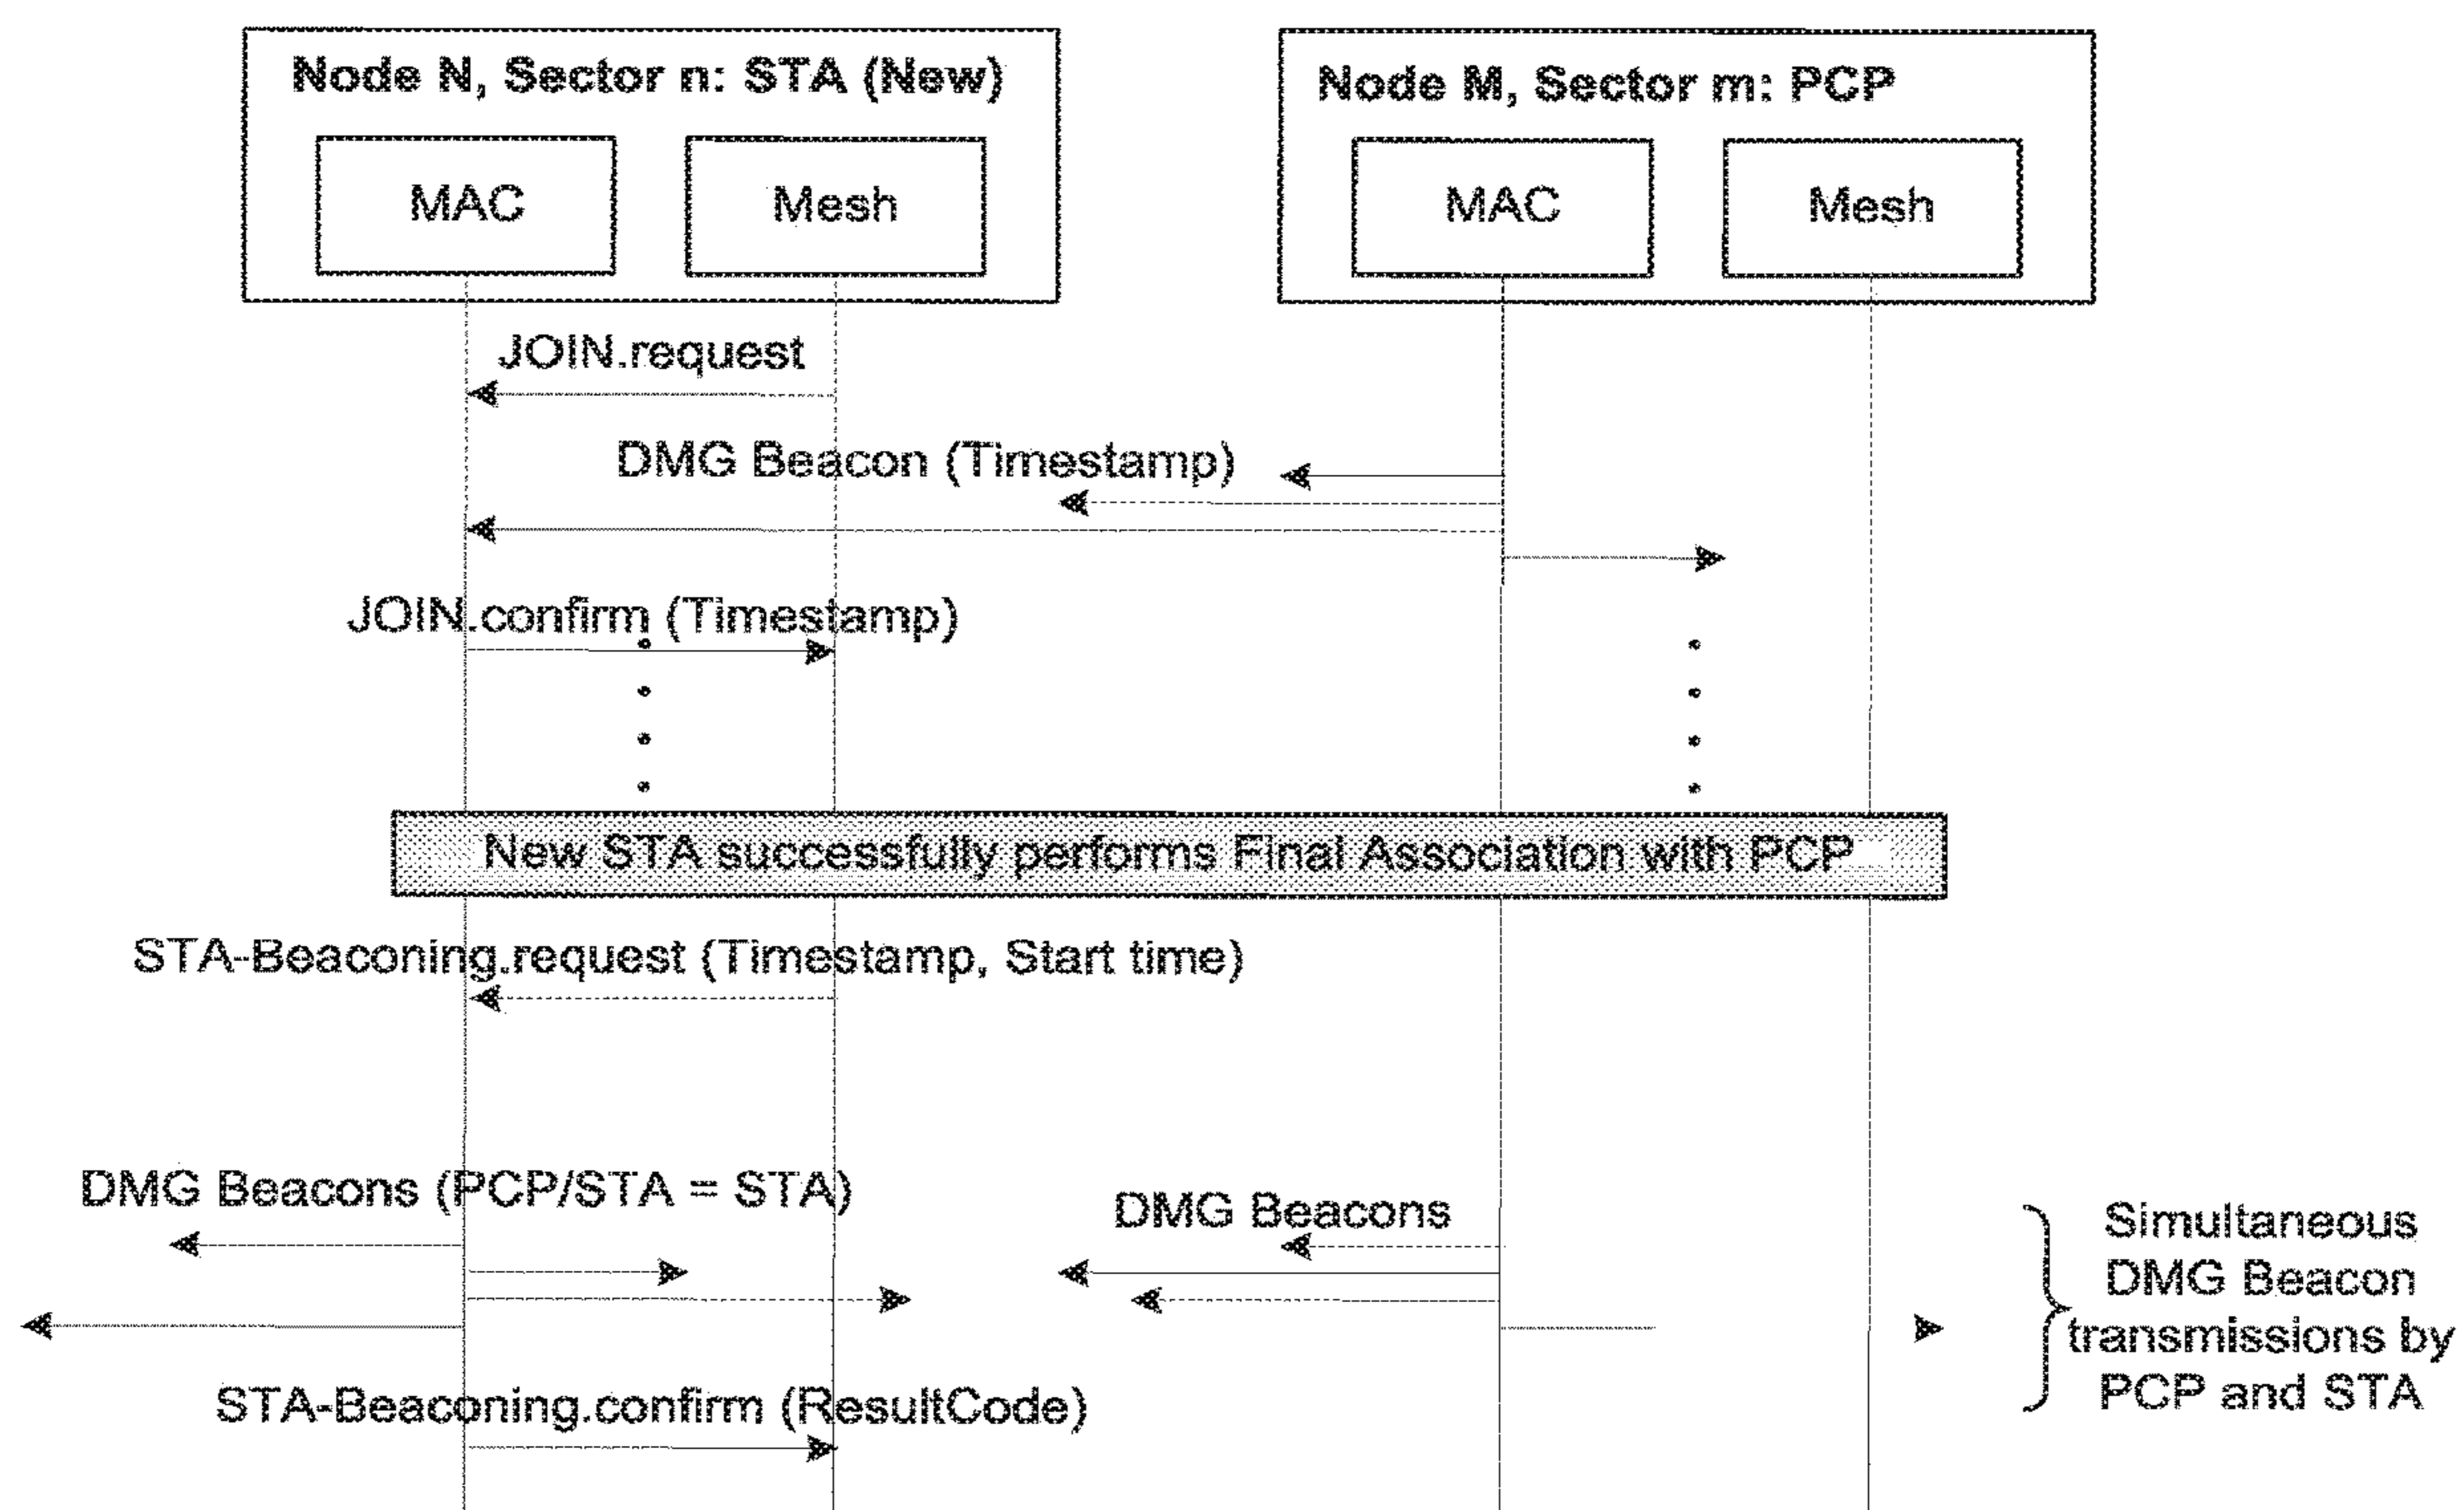 Node N, Sector n: STA (New)
Node M, Sector m: PCP
MAC
Mesh
MAC
Mesh
JOIN.request
DMG Beacon (Timestamp)
JOIN.confirm (Timestamp)
New STA successfully performs Final Association with PCP
STA-Beaconing.request (Timestamp, Start time)
DMG Beacons (PCP/STA = STA)
DMG Beacons
Simultaneous
DMG Beacon
transmissions by
PCP and STA
STA-Beaconing.confirm (ResultCode)